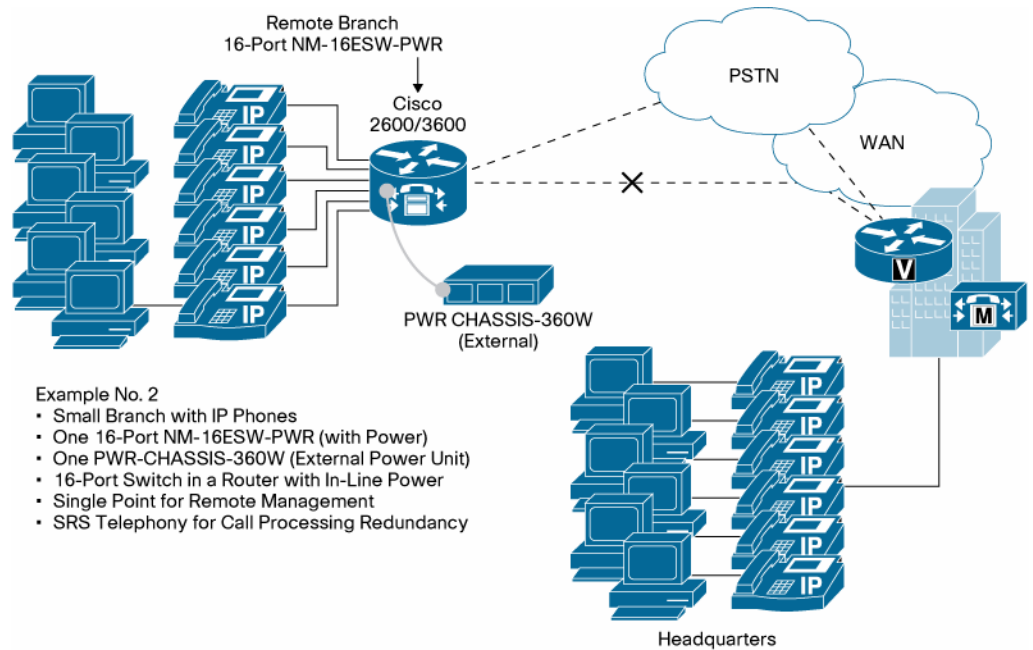 Remote Branch
16-Port NM-16ESW-PWR
Cisco
2600/3600
PSTN
WAN
IP
IP
IP
IP
IP
IP
V
M
PWR CHASSIS-360W
(External)
Example No. 2
▪ Small Branch with IP Phones
▪ One 16-Port NM-16ESW-PWR (with Power)
▪ One PWR-CHASSIS-360W (External Power Unit)
▪ 16-Port Switch in a Router with In-Line Power
▪ Single Point for Remote Management
▪ SRS Telephony for Call Processing Redundancy
IP
IP
IP
IP
IP
IP
Headquarters